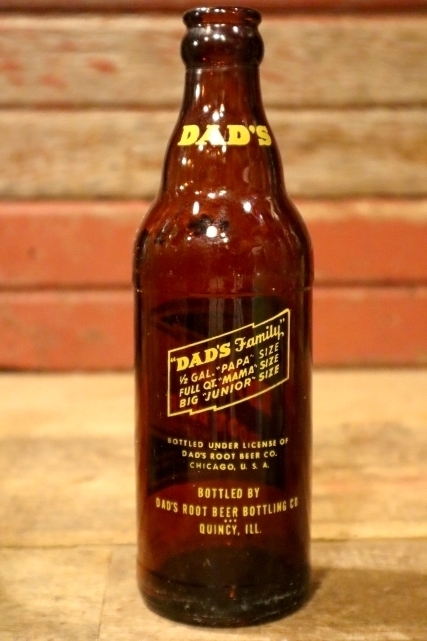 DAD'S
"DAD'S Family"
½ GAL. "PAPA" SIZE
FULL QT. "MAMA" SIZE
BIG "JUNIOR" SIZE
BOTTLED UNDER LICENSE OF
DAD'S ROOT BEER CO.
CHICAGO, U. S. A.
BOTTLED BY
DAD'S ROOT BEER BOTTLING CO
QUINCY, ILL.